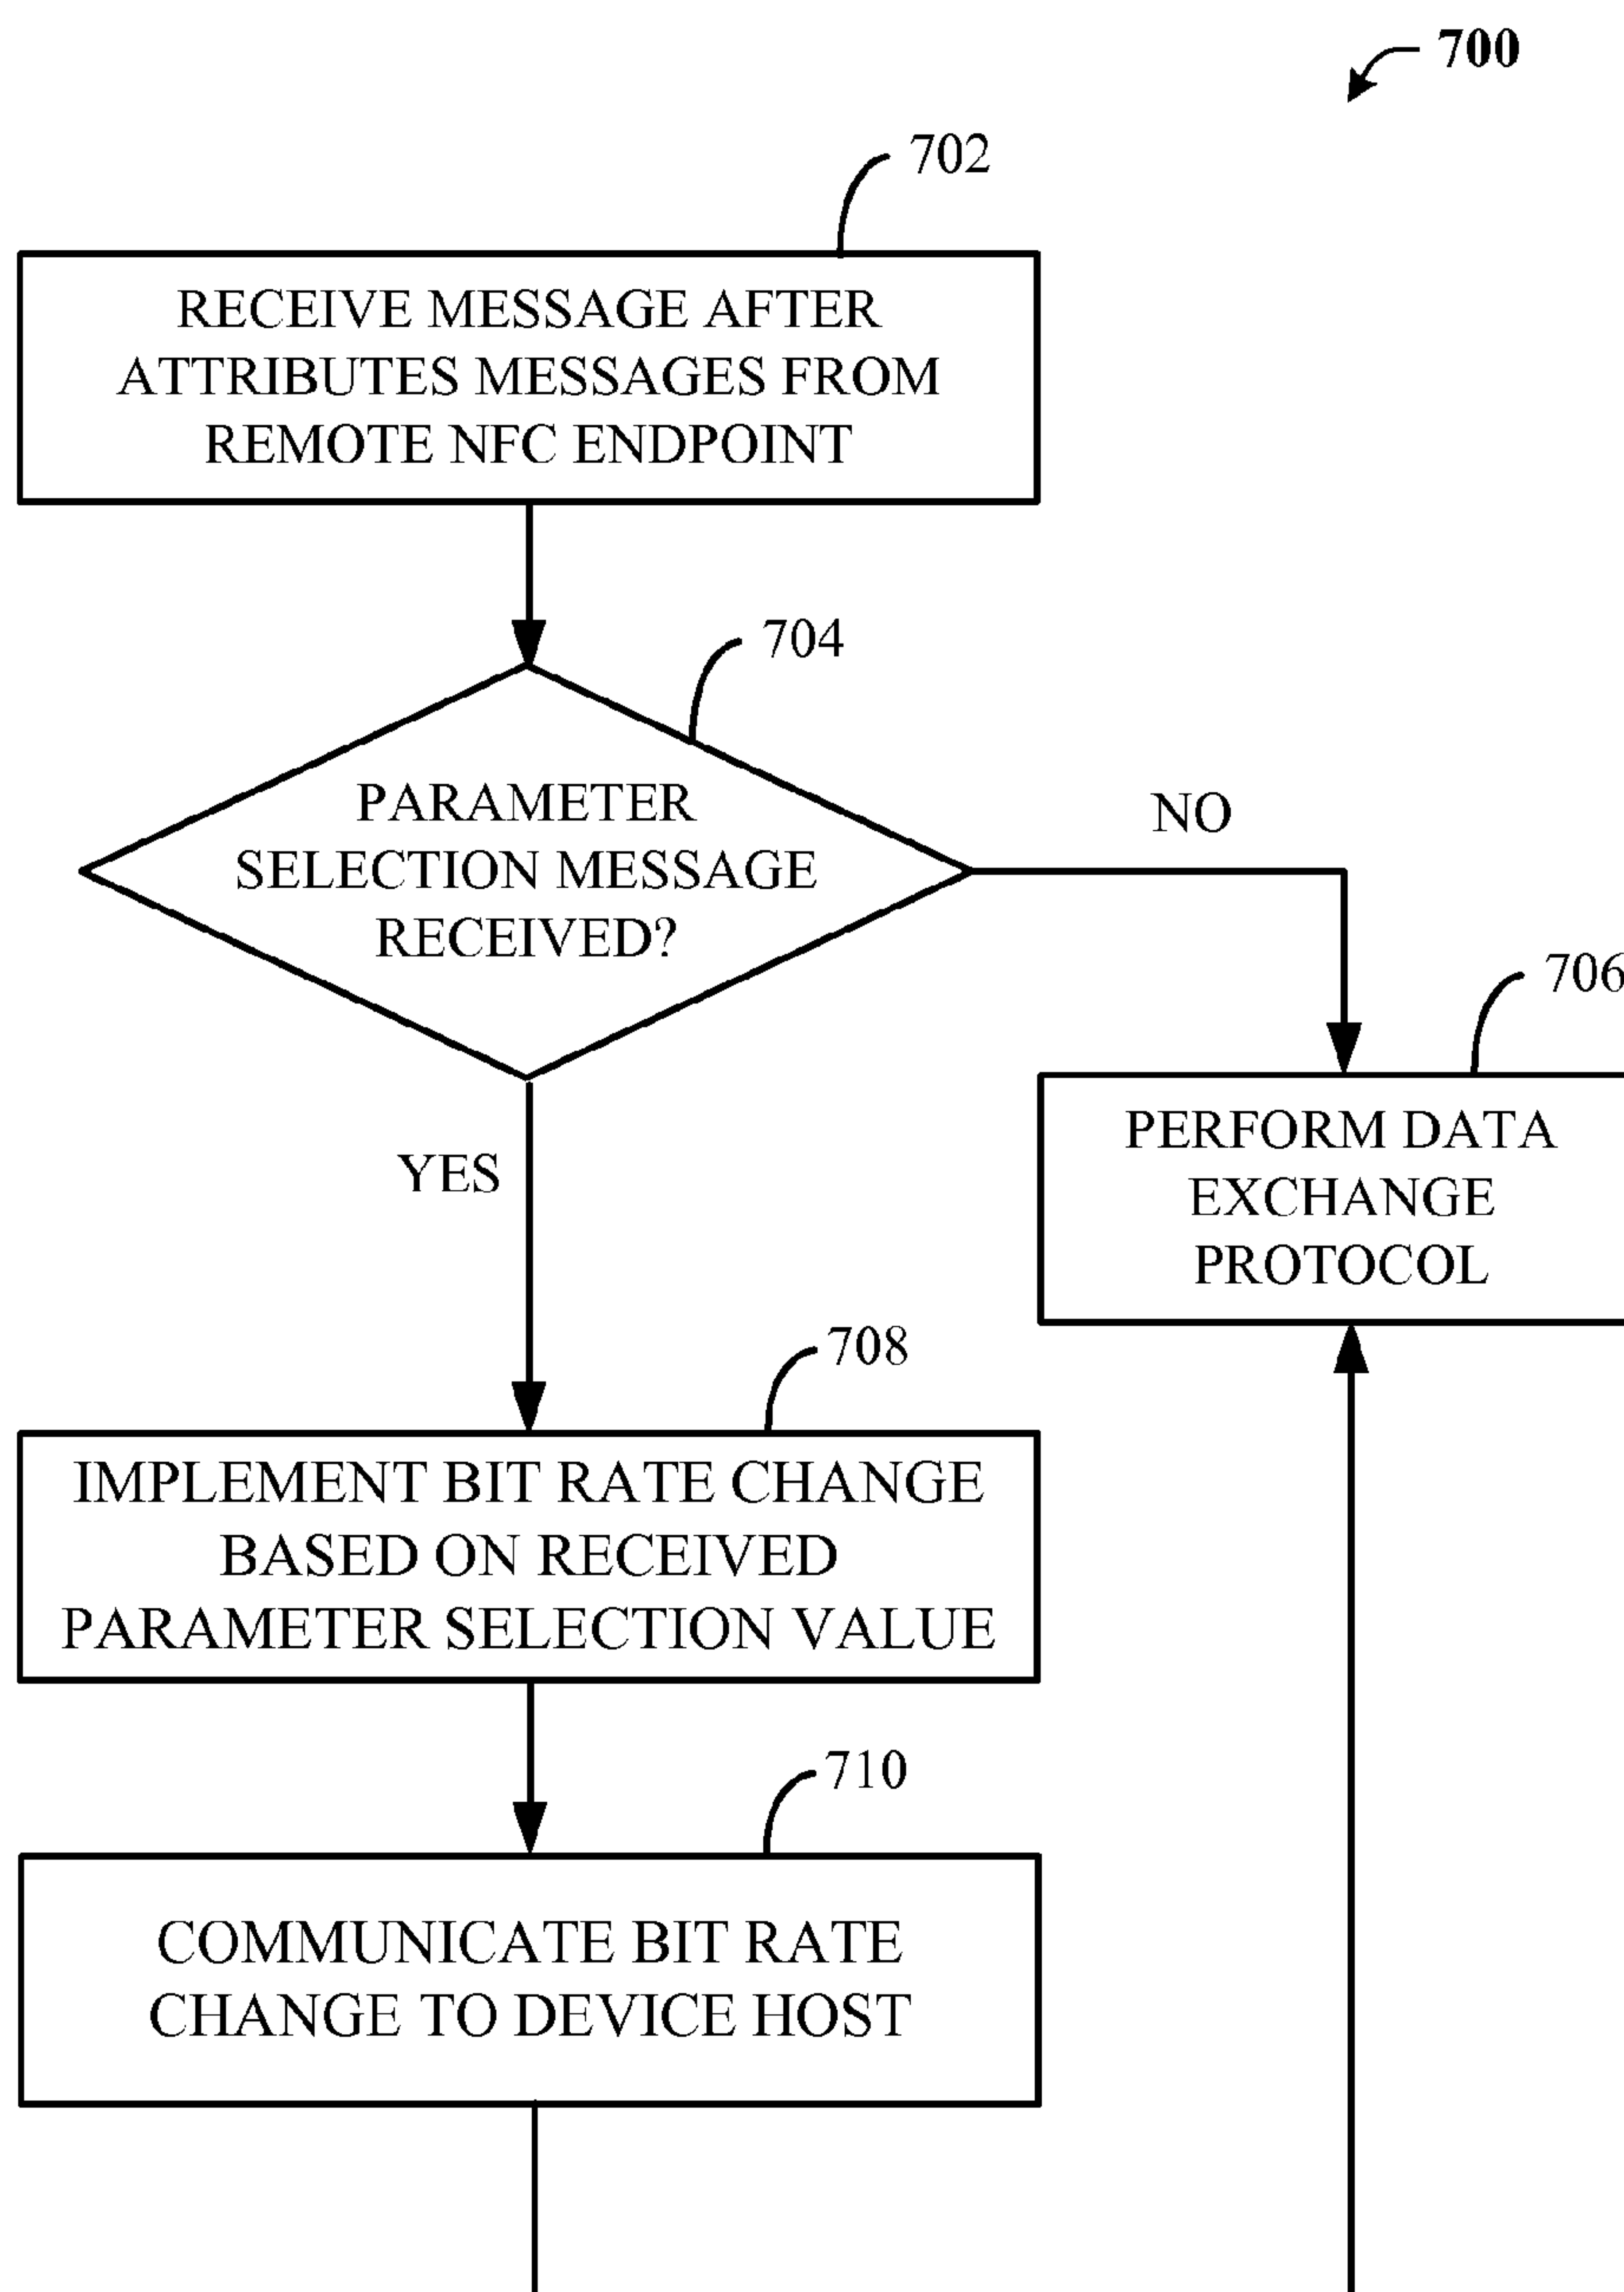 700
702
RECEIVE MESSAGE AFTER
ATTRIBUTES MESSAGES FROM
REMOTE NFC ENDPOINT
704
PARAMETER
SELECTION MESSAGE
RECEIVED?
NO
706
PERFORM DATA
EXCHANGE
PROTOCOL
YES
708
IMPLEMENT BIT RATE CHANGE
BASED ON RECEIVED
PARAMETER SELECTION VALUE
710
COMMUNICATE BIT RATE
CHANGE TO DEVICE HOST